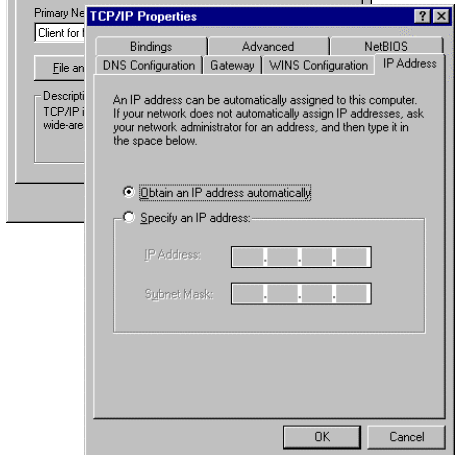 Primary Ne
Client for
File an
Descripti
TCP/IP i
wide-are
TCP/IP Properties
Bindings
Advanced
NetBIOS
DNS Configuration
Gateway
WINS Configuration
IP Address
An IP address can be automatically assigned to this computer.
If your network does not automatically assign IP addresses, ask
your network administrator for an address, and then type it in
the space below.
Obtain an IP address automatically
Specify an IP address:
IP Address:
Subnet Mask:
OK
Cancel